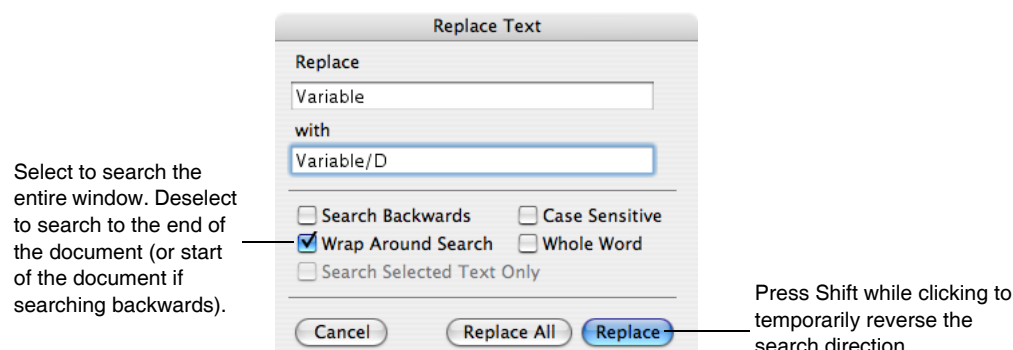 Replace Text
Replace
Variable
with
Variable/D
Select to search the
entire window. Deselect
to search to the end of
the document (or start
of the document if
searching backwards).
Search Backwards
Case Sensitive
Wrap Around Search
Whole Word
Search Selected Text Only
Cancel
Replace All
Replace
Press Shift while clicking to
temporarily reverse the
search direction